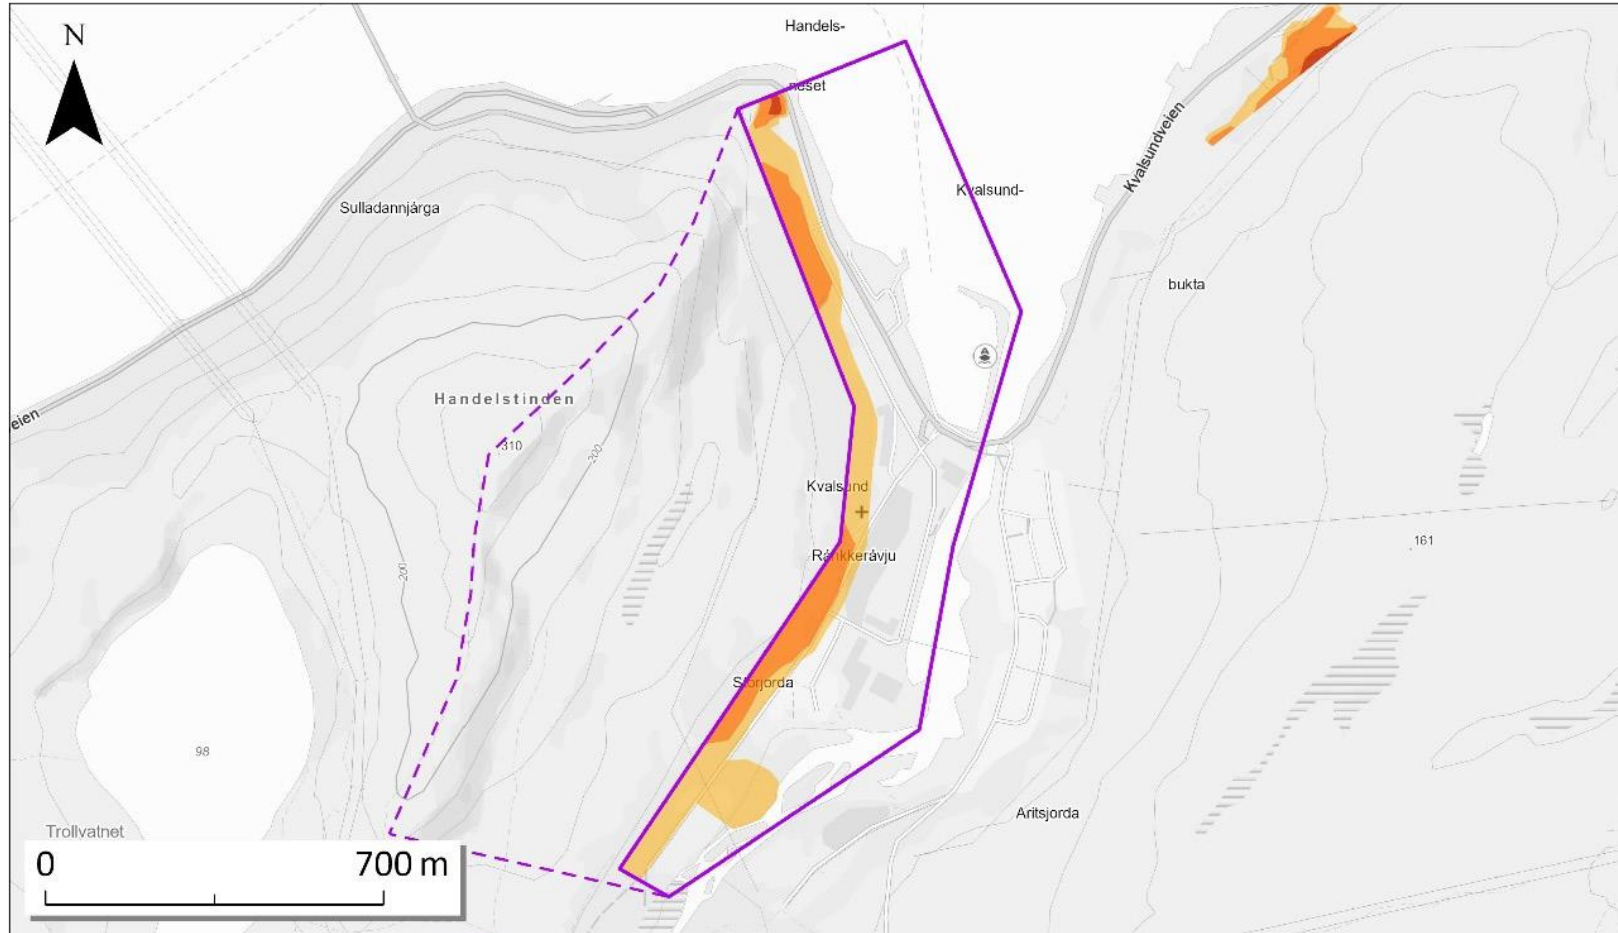 Handels-
N
neset
Kvalsundveien
Kvalsund-
Sulladannjárga
bukta
Handelstinden
eien
310
200
Kvalsund
161
Ránkkerávju
200
Storjorda
98
Aritsjorda
Trollvatnet
0 700 m